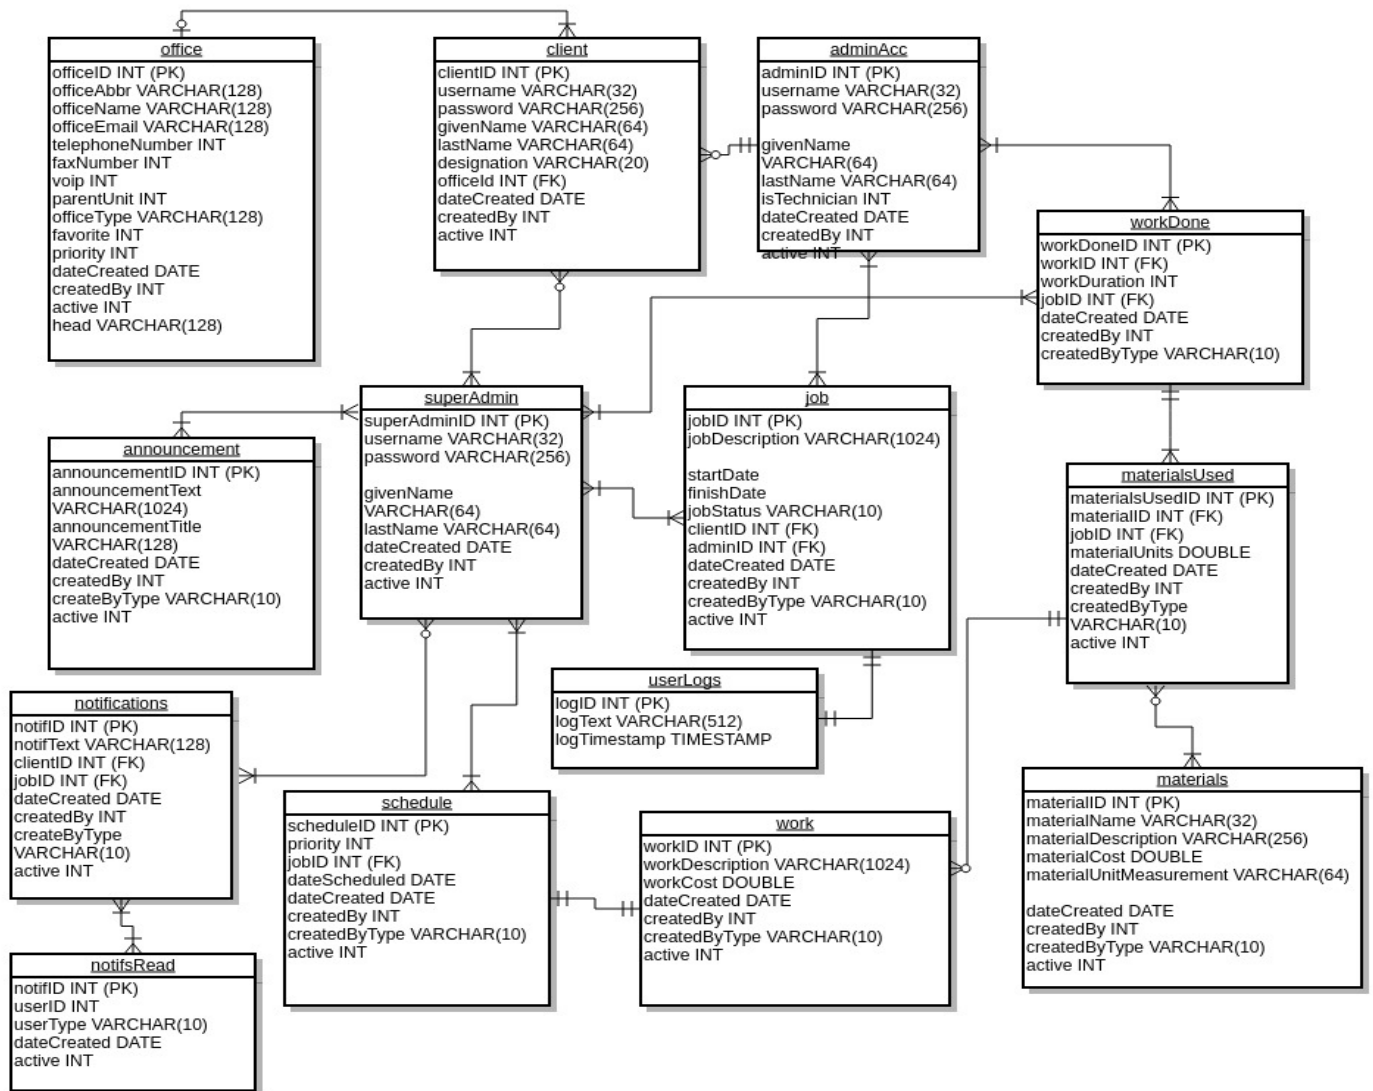 office
officeID INT (PK)
officeAbbr VARCHAR(128)
officeName VARCHAR(128)
officeEmail VARCHAR(128)
telephoneNumber INT
faxNumber INT
voip INT
parentUnit INT
officeType VARCHAR(128)
favorite INT
priority INT
dateCreated DATE
createdBy INT
active INT
head VARCHAR(128)
client
clientID INT (PK)
username VARCHAR(32)
password VARCHAR(256)
givenName VARCHAR(64)
lastName VARCHAR(64)
designation VARCHAR(20)
officeId INT (FK)
dateCreated DATE
createdBy INT
active INT
adminAcc
adminID INT (PK)
username VARCHAR(32)
password VARCHAR(256)
givenName
VARCHAR(64)
lastName VARCHAR(64)
isTechnician INT
dateCreated DATE
createdBy INT
active INT
workDone
workDoneID INT (PK)
workID INT (FK)
workDuration INT
jobID INT (FK)
dateCreated DATE
createdBy INT
createdByType VARCHAR(10)
superAdmin
superAdminID INT (PK)
username VARCHAR(32)
password VARCHAR(256)
givenName
VARCHAR(64)
lastName VARCHAR(64)
dateCreated DATE
createdBy INT
active INT
job
jobID INT (PK)
jobDescription VARCHAR(1024)
startDate
finishDate
jobStatus VARCHAR(10)
clientID INT (FK)
adminID INT (FK)
dateCreated DATE
createdBy INT
createdByType VARCHAR(10)
active INT
announcement
announcementID INT (PK)
announcementText
VARCHAR(1024)
announcementTitle
VARCHAR(128)
dateCreated DATE
createdBy INT
createByType VARCHAR(10)
active INT
materialsUsed
materialsUsedID INT (PK)
materialID INT (FK)
jobID INT (FK)
materialUnits DOUBLE
dateCreated DATE
createdBy INT
createdByType
VARCHAR(10)
active INT
userLogs
logID INT (PK)
logText VARCHAR(512)
logTimestamp TIMESTAMP
notifications
notifID INT (PK)
notifText VARCHAR(128)
clientID INT (FK)
jobID INT (FK)
dateCreated DATE
createdBy INT
createByType
VARCHAR(10)
active INT
schedule
scheduleID INT (PK)
priority INT
jobID INT (FK)
dateScheduled DATE
dateCreated DATE
createdBy INT
createdByType VARCHAR(10)
active INT
work
workID INT (PK)
workDescription VARCHAR(1024)
workCost DOUBLE
dateCreated DATE
createdBy INT
createdByType VARCHAR(10)
active INT
materials
materialID INT (PK)
materialName VARCHAR(32)
materialDescription VARCHAR(256)
materialCost DOUBLE
materialUnitMeasurement VARCHAR(64)
dateCreated DATE
createdBy INT
createdByType VARCHAR(10)
active INT
notifsRead
notifID INT (PK)
userID INT
userType VARCHAR(10)
dateCreated DATE
active INT